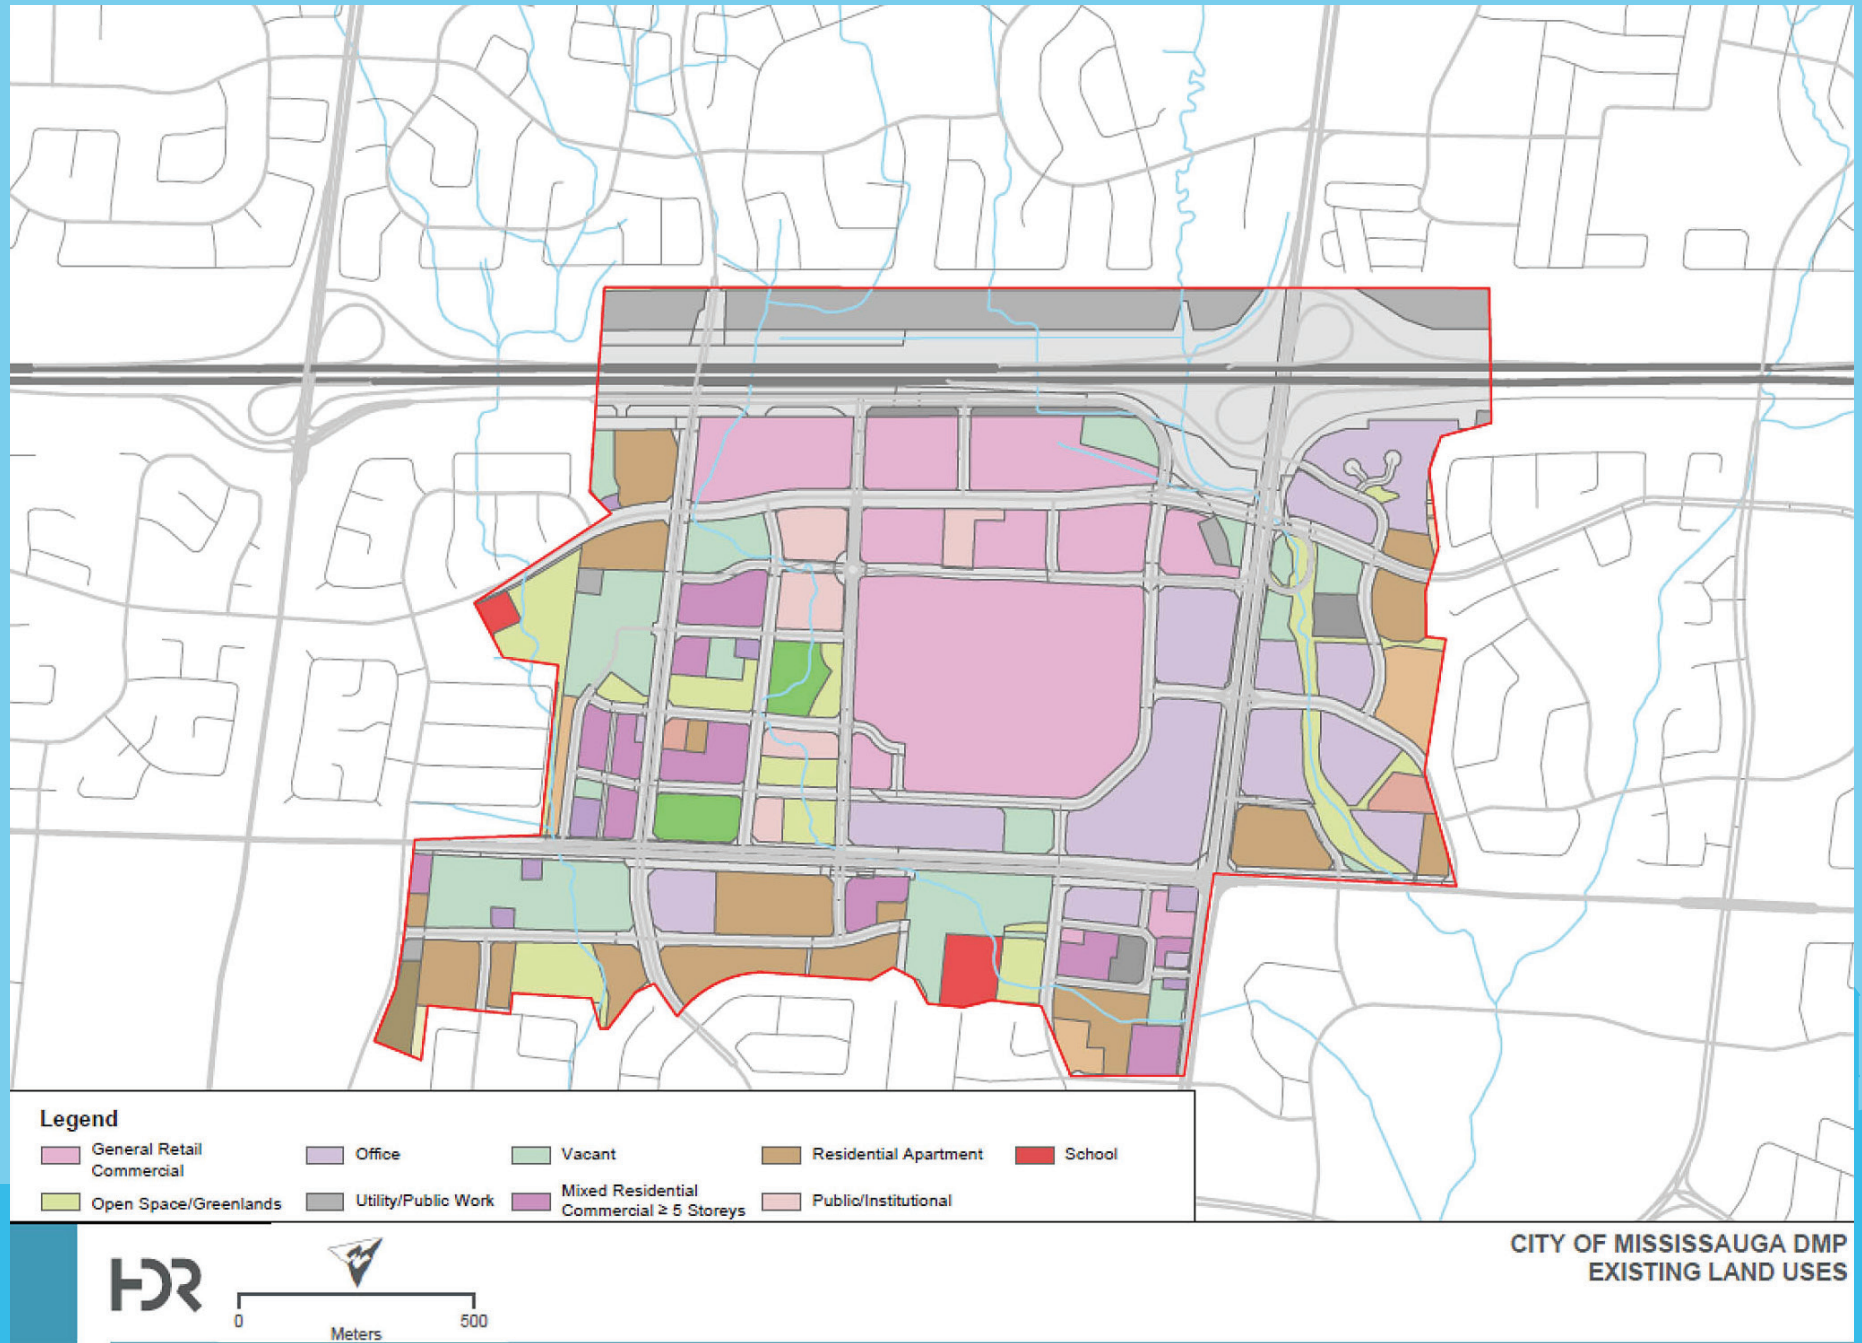 Legend
General Retail
Commercial
Office
Vacant
Residential Apartment
School
Open Space/Greenlands
Utility/Public Work
Mixed Residential
Commercial ≥ 5 Storeys
Public/Institutional
HDR
0
500
Meters
CITY OF MISSISSAUGA DMP
EXISTING LAND USES